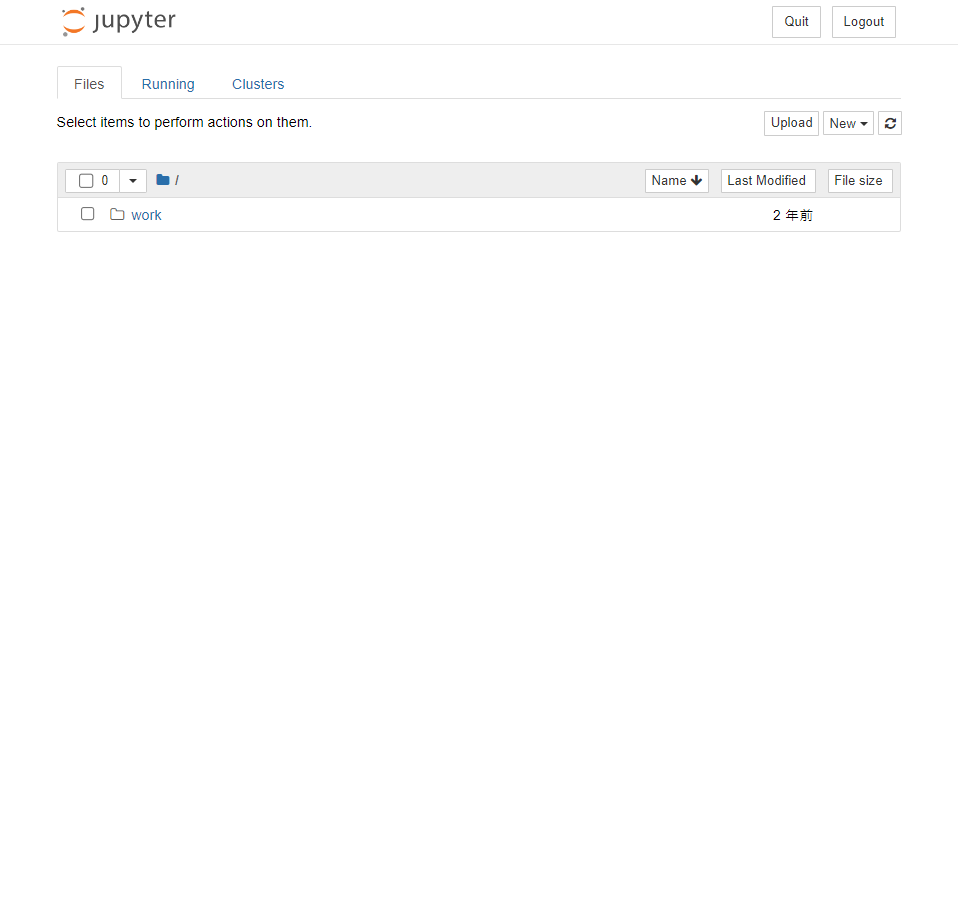 jupyter Quit Logout
Files Running Clusters
Select items to perform actions on them. Upload New
0 / Name Last Modified File size
work 2 年前